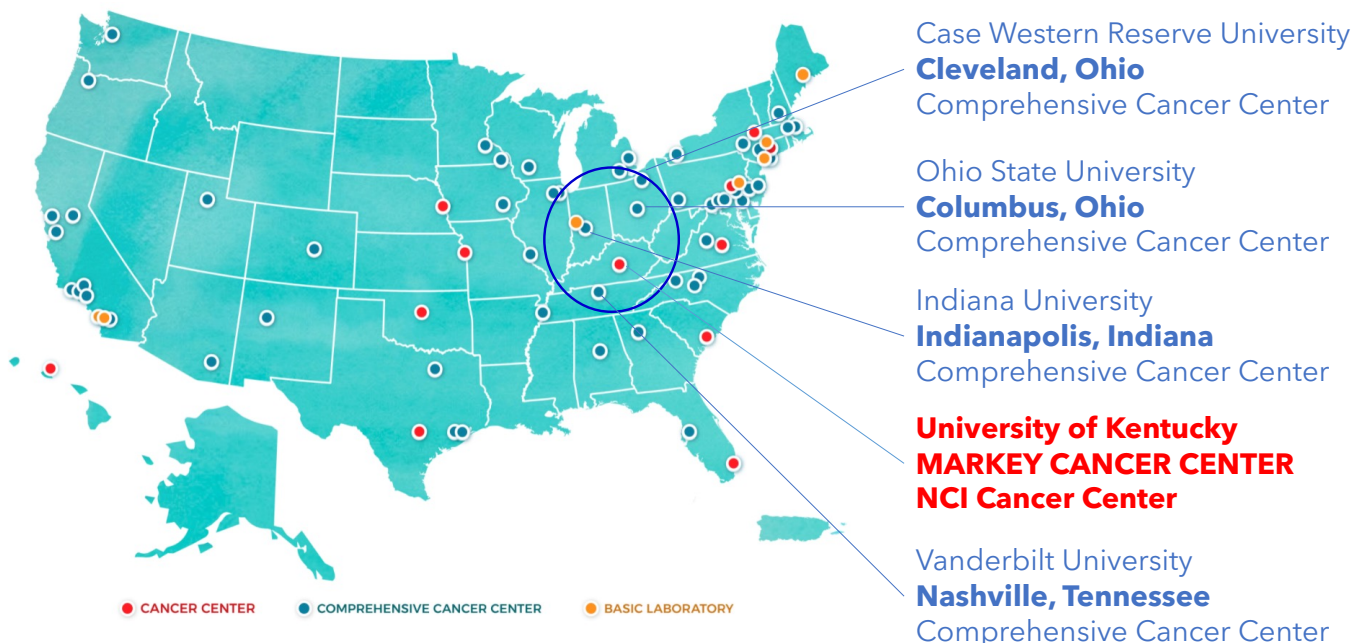 Case Western Reserve University
Cleveland, Ohio
Comprehensive Cancer Center
Ohio State University
Columbus, Ohio
Comprehensive Cancer Center
Indiana University
Indianapolis, Indiana
Comprehensive Cancer Center
University of Kentucky
MARKEY CANCER CENTER
NCI Cancer Center
Vanderbilt University
Nashville, Tennessee
Comprehensive Cancer Center
CANCER CENTER
COMPREHENSIVE CANCER CENTER
BASIC LABORATORY